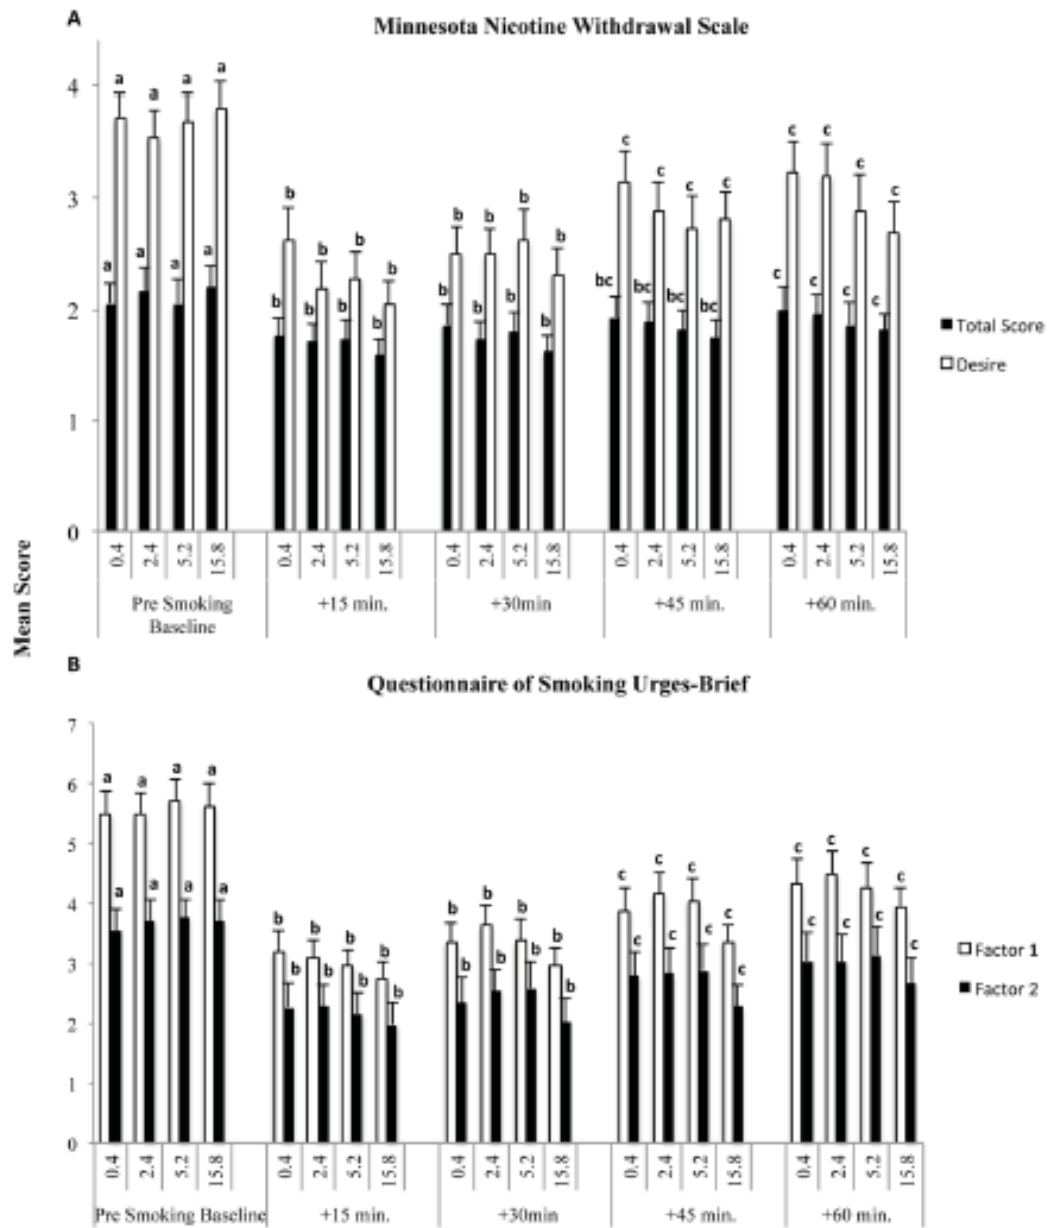 A
Minnesota Nicotine Withdrawal Scale
4
3
2
1
0
a a a a
a a a a
b b b b
b b b b
b b b b
b b b b
c c c c
bc bc bc bc
c c c c
c c c c
Total Score
Desire
0.4 2.4 5.2 15.8 0.4 2.4 5.2 15.8 0.4 2.4 5.2 15.8 0.4 2.4 5.2 15.8 0.4 2.4 5.2 15.8
Pre Smoking +15 min. +30min +45 min. +60 min.
Baseline
Mean Score
B
Questionnaire of Smoking Urges-Brief
7
6
5
4
3
2
1
0
a a a a
a a a a
b b b b
b b b b
b b b b
b b b b
c c c c
c c c c
c c c c
c c c c
Factor 1
Factor 2
0.4 2.4 5.2 15.8 0.4 2.4 5.2 15.8 0.4 2.4 5.2 15.8 0.4 2.4 5.2 15.8 0.4 2.4 5.2 15.8
Pre Smoking Baseline +15 min. +30min +45 min. +60 min.